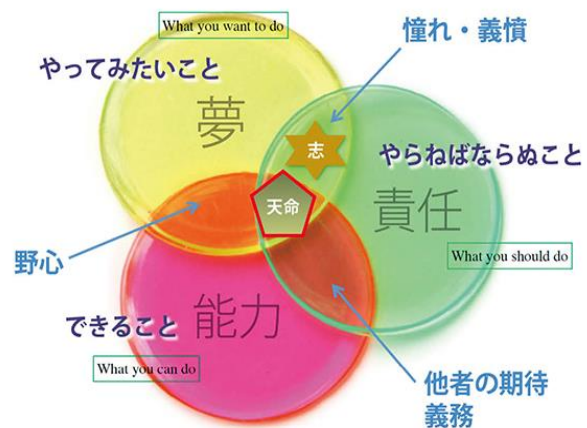 What you want to do
憧れ・義憤
やってみたいこと
夢
志
やらねばならぬこと
天命
責任
野心
What you should do
できること
能力
What you can do
他者の期待
義務